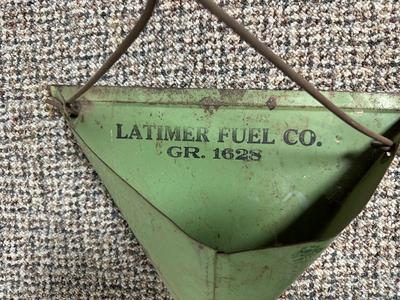 LATIMER FUEL CO.
GR. 1628